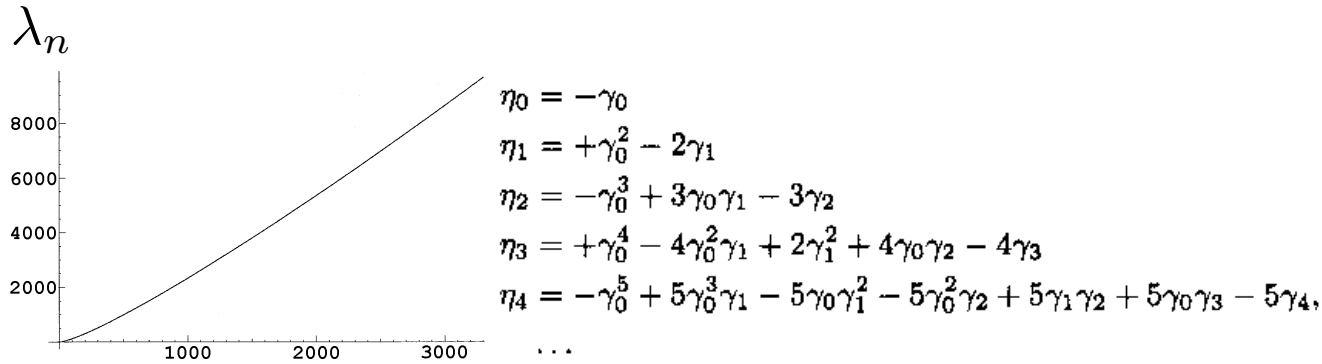 λ_n
8000
6000
4000
2000
1000 2000 3000
η_0 = −γ_0
η_1 = +γ_0^2 − 2γ_1
η_2 = −γ_0^3 + 3γ_0γ_1 − 3γ_2
η_3 = +γ_0^4 − 4γ_0^2γ_1 + 2γ_1^2 + 4γ_0γ_2 − 4γ_3
η_4 = −γ_0^5 + 5γ_0^3γ_1 − 5γ_0γ_1^2 − 5γ_0^2γ_2 + 5γ_1γ_2 + 5γ_0γ_3 − 5γ_4,
...